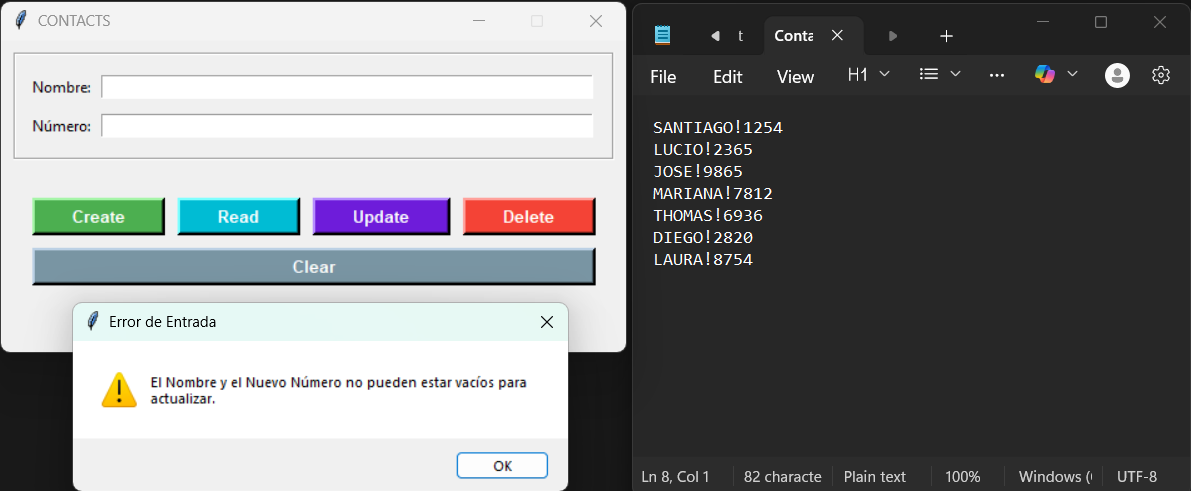 CONTACTS
Nombre:
Número:
Create
Read
Update
Delete
Clear
Error de Entrada
El Nombre y el Nuevo Número no pueden estar vacíos para
actualizar.
OK
t
Conta
File
Edit
View
H1
SANTIAGO!1254
LUCIO!2365
JOSE!9865
MARIANA!7812
THOMAS!6936
DIEGO!2820
LAURA!8754
Ln 8, Col 1
82 characte
Plain text
100%
Windows (
UTF-8